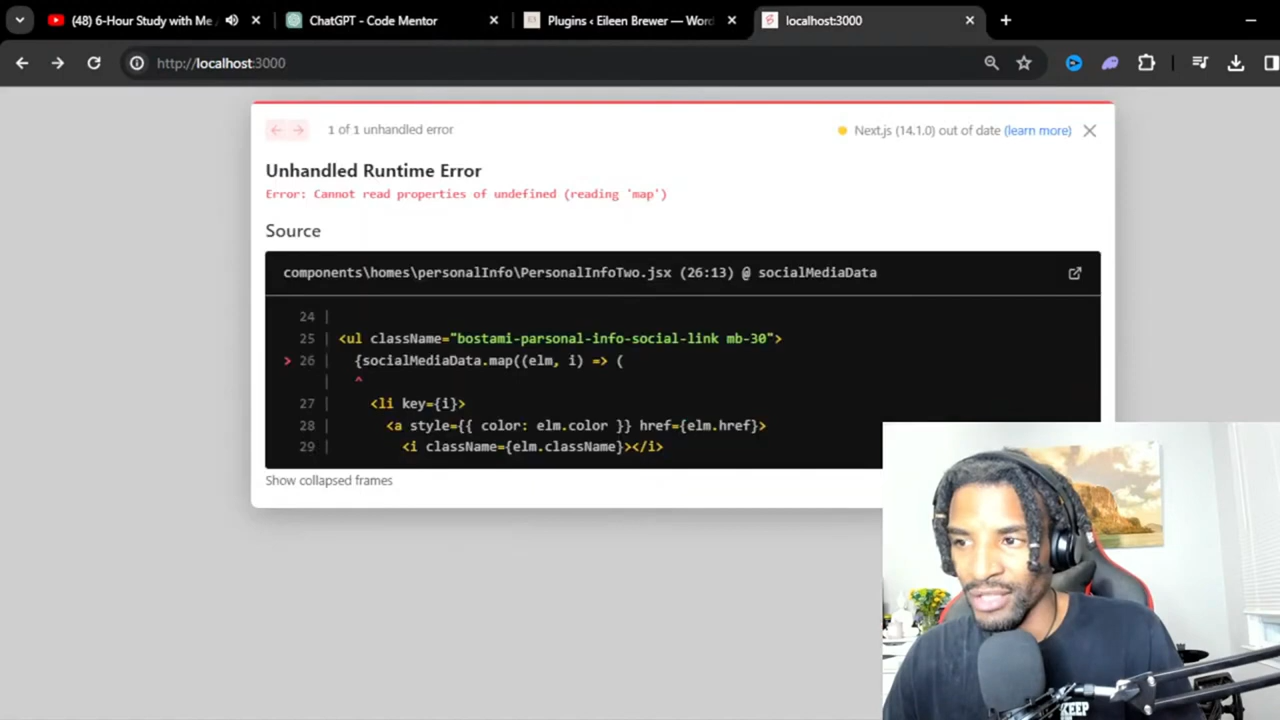 (48) 6-Hour Study with Me
ChatGPT - Code Mentor
Plugins ‹ Eileen Brewer — Word
localhost:3000
http://localhost:3000
1 of 1 unhandled error
Next.js (14.1.0) out of date (learn more)
Unhandled Runtime Error
Error: Cannot read properties of undefined (reading 'map')
Source
components\homes\personalInfo\PersonalInfoTwo.jsx (26:13) @ socialMediaData
24 |
25 | <ul className="bostami-parsonal-info-social-link mb-30">
> 26 | {socialMediaData.map((elm, i) => (
| ^
27 | <li key={i}>
28 | <a style={{ color: elm.color }} href={elm.href}>
29 | <i className={elm.className}></i>
Show collapsed frames
KEEP